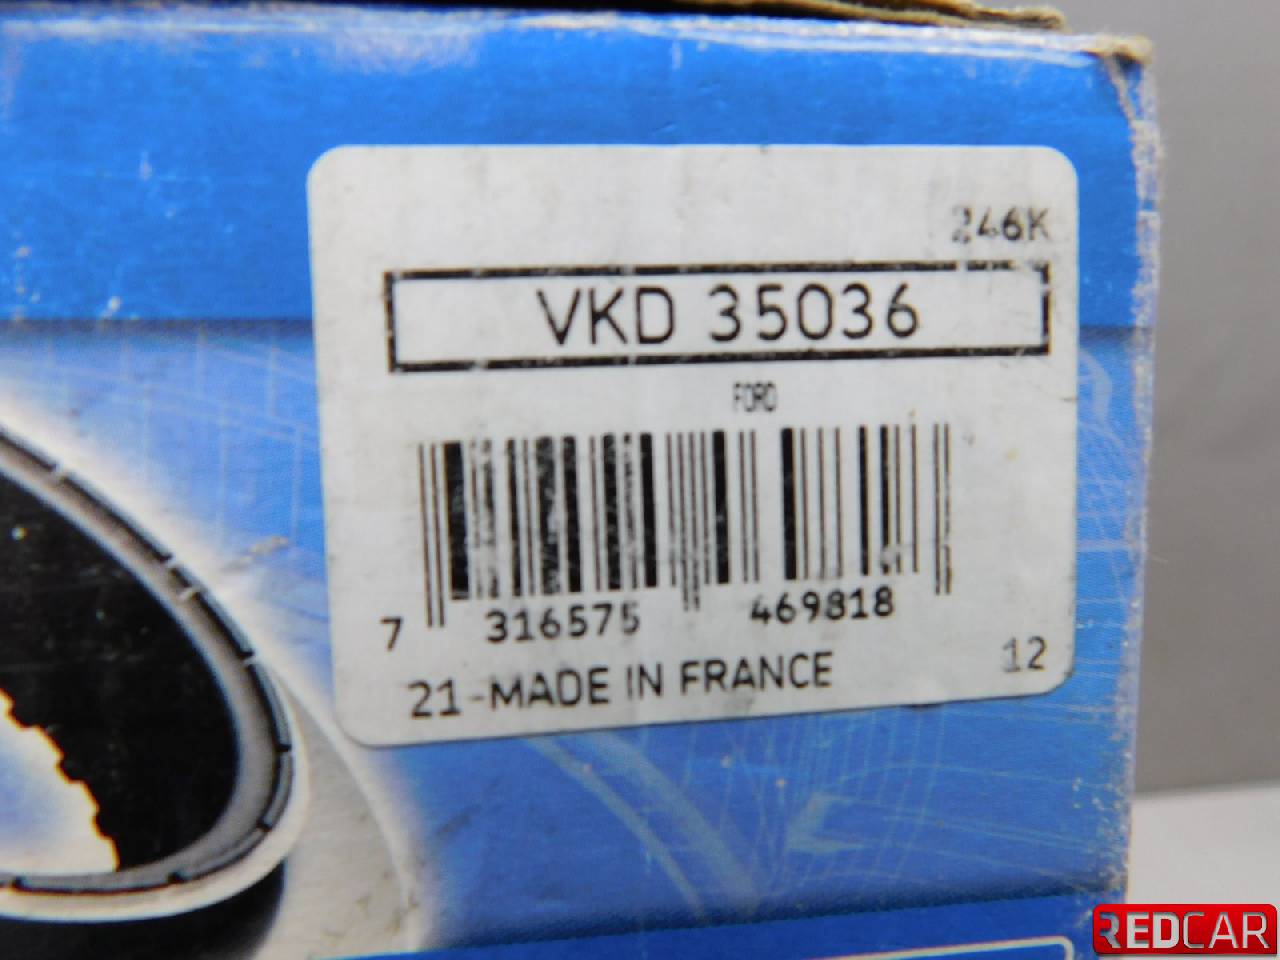 246K
VKD 35036
FORD
7 316575 469818
21-MADE IN FRANCE 12
REDCAR